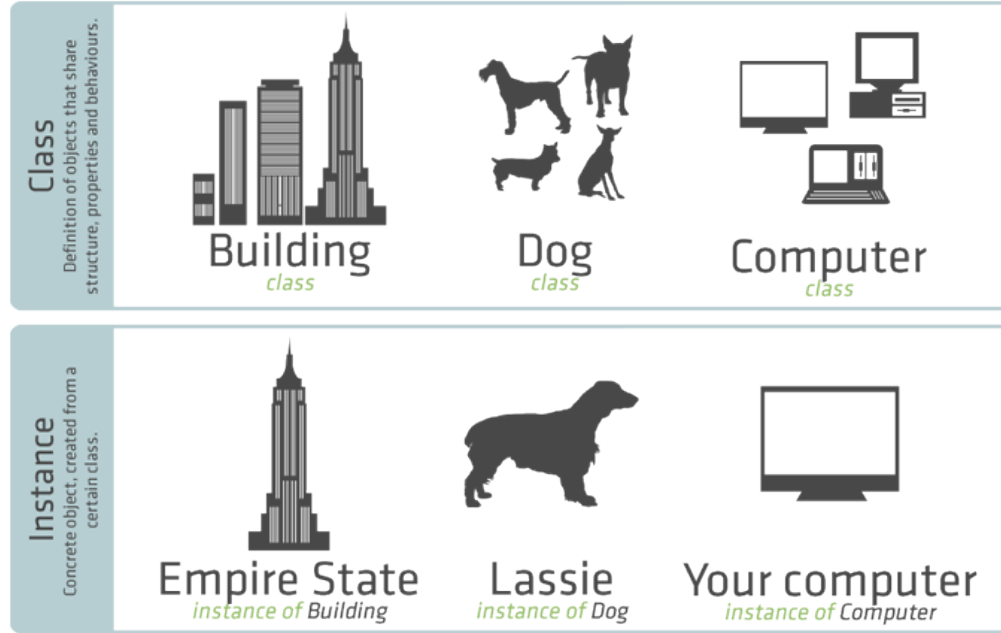 Class
Definition of objects that share
structure, properties and behaviours.
Building
class
Dog
class
Computer
class
Instance
Concrete object, created from a
certain class.
Empire State
instance of Building
Lassie
instance of Dog
Your computer
instance of Computer